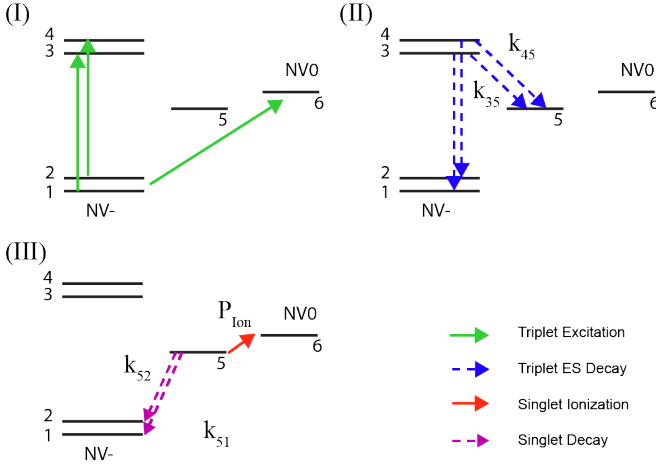 (I)
4
3
NV0
6
5
2
1
NV-
(II)
4
3
k45
NV0
k35
6
5
2
1
NV-
(III)
4
3
PIon
NV0
6
5
k52
2
1
k51
NV-
Triplet Excitation
Triplet ES Decay
Singlet Ionization
Singlet Decay